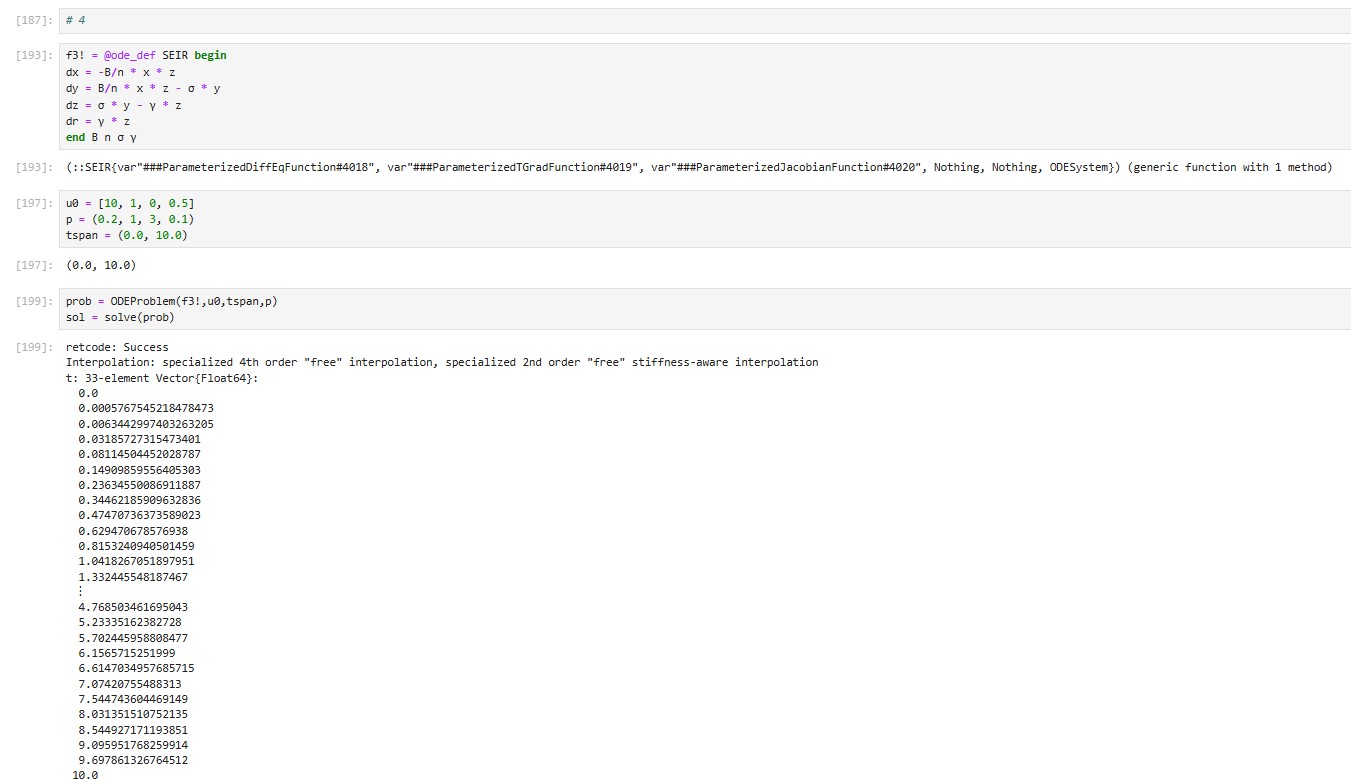 [187]: # 4
[193]: f3! = @ode_def SEIR begin
dx = -B/n * x * z
dy = B/n * x * z - σ * y
dz = σ * y - γ * z
dr = γ * z
end B n σ γ
[193]: (::SEIR{var"###ParameterizedDiffEqFunction#4018", var"###ParameterizedTGradFunction#4019", var"###ParameterizedJacobianFunction#4020", Nothing, Nothing, ODESystem}) (generic function with 1 method)
[197]: u0 = [10, 1, 0, 0.5]
p = (0.2, 1, 3, 0.1)
tspan = (0.0, 10.0)
[197]: (0.0, 10.0)
[199]: prob = ODEProblem(f3!,u0,tspan,p)
sol = solve(prob)
[199]: retcode: Success
Interpolation: specialized 4th order "free" interpolation, specialized 2nd order "free" stiffness-aware interpolation
t: 33-element Vector{Float64}:
0.0
0.0005767545218478473
0.0063442997403263205
0.03185727315473401
0.08114504452028787
0.14909859556405303
0.23634550086911887
0.34462185909632836
0.47470736373589023
0.629470678576938
0.8153240940501459
1.0418267051897951
1.332445548187467
⋮
4.768503461695043
5.23335162382728
5.702445958808477
6.1565715251999
6.6147034957685715
7.07420755488313
7.544743604469149
8.031351510752135
8.544927171193851
9.095951768259914
9.697861326764512
10.0